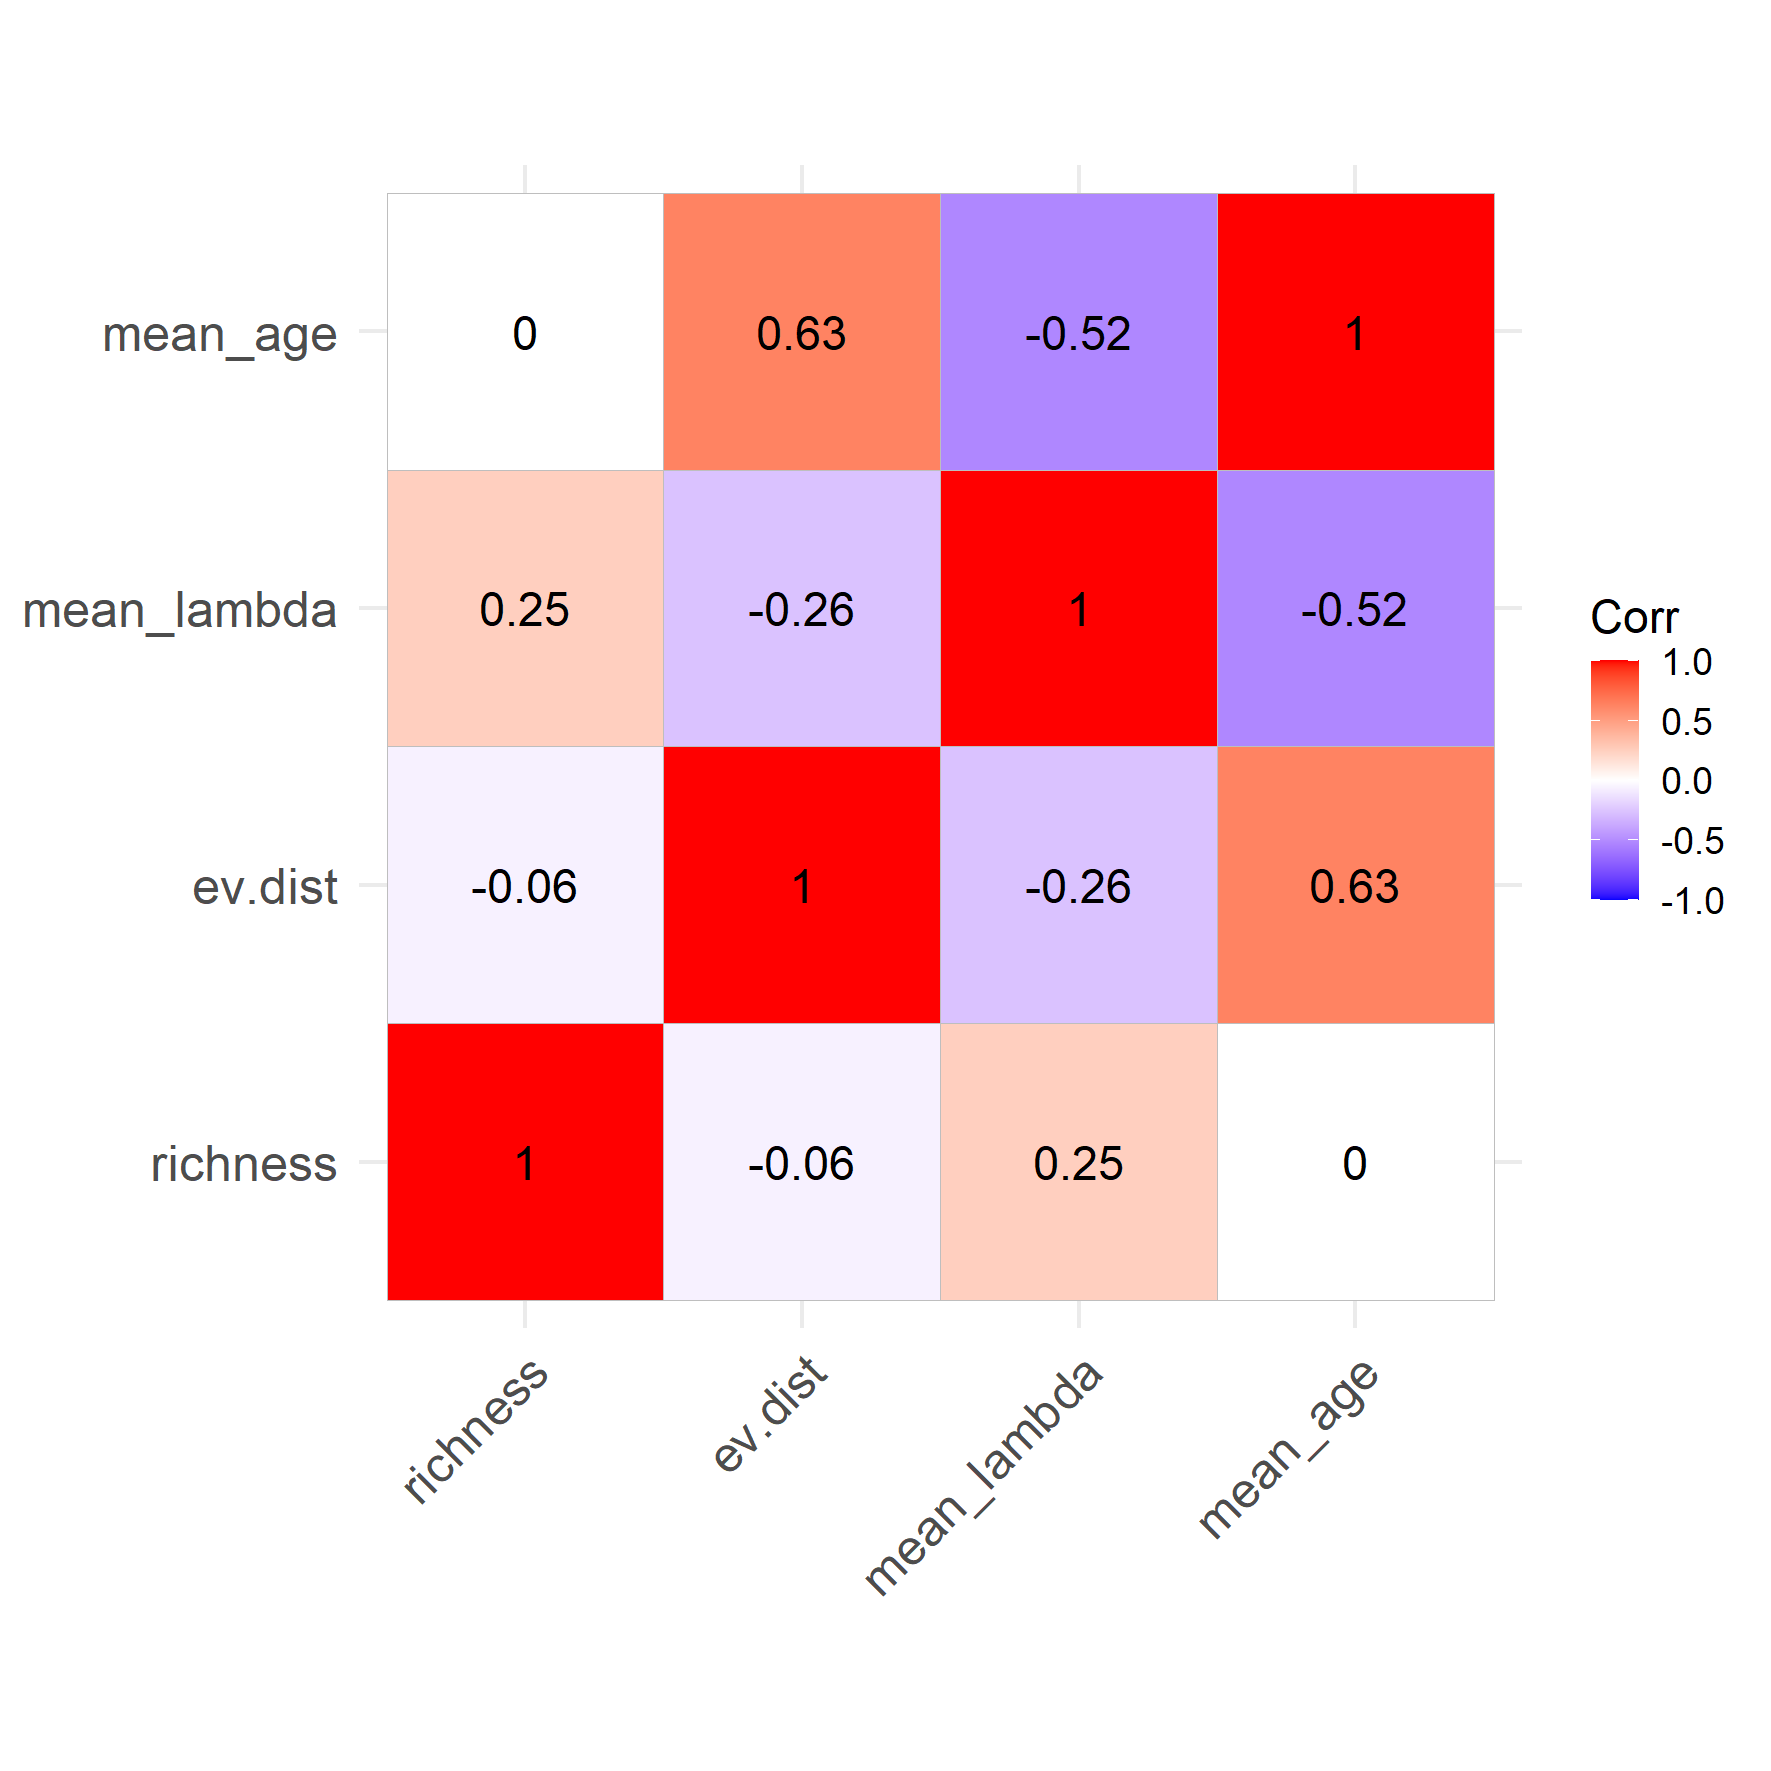 mean_age 0 0.63 -0.52 1
mean_lambda 0.25 -0.26 1 -0.52
ev.dist -0.06 1 -0.26 0.63
richness 1 -0.06 0.25 0
richness ev.dist mean_lambda mean_age
Corr
1.0
0.5
0.0
-0.5
-1.0